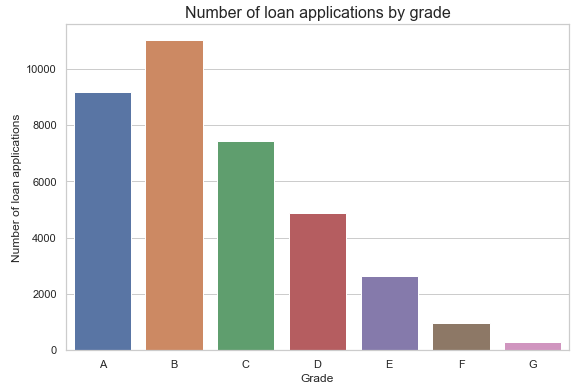 Number of loan applications by grade
Number of loan applications
10000
8000
6000
4000
2000
0
A B C D E F G
Grade